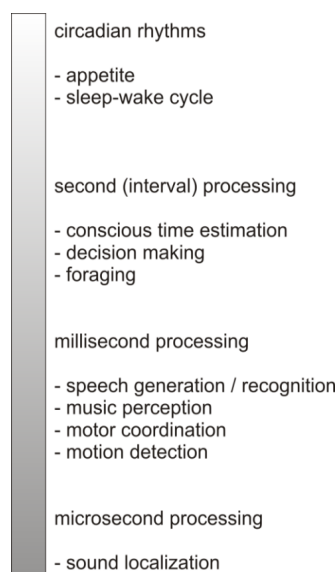 circadian rhythms
- appetite
- sleep-wake cycle
second (interval) processing
- conscious time estimation
- decision making
- foraging
millisecond processing
- speech generation / recognition
- music perception
- motor coordination
- motion detection
microsecond processing
- sound localization